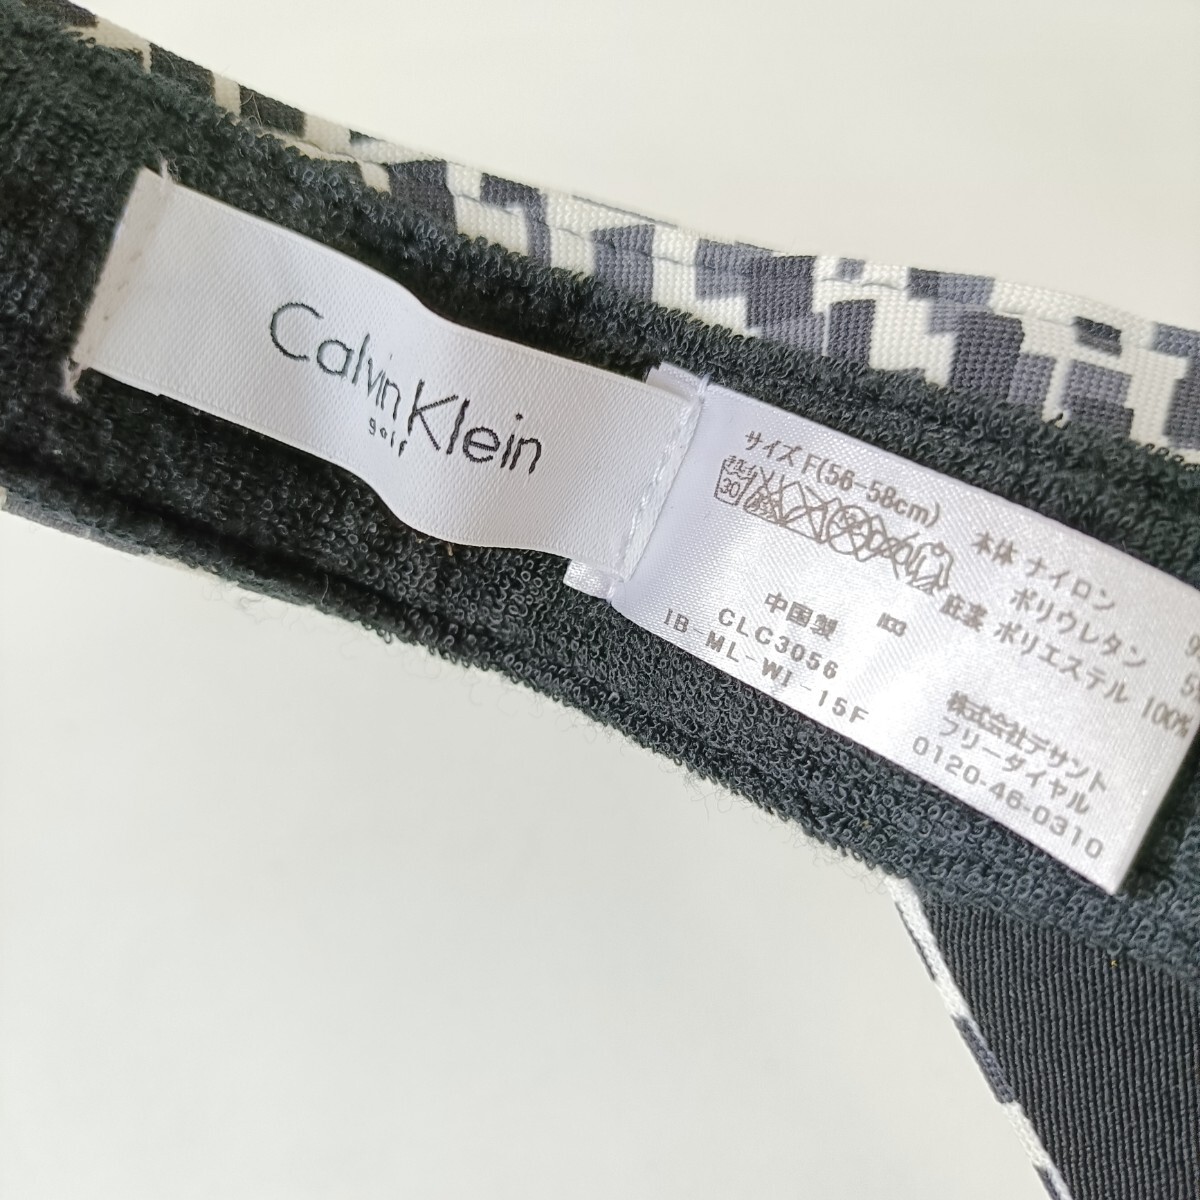 Calvin Klein
golf
サイズ F(56-58cm)
30
中国製
CLC3056
IB-ML-WI-15F
本体 ナイロン
ポリウレタン
ポリエステル 100%
株式会社デサント
フリーダイヤル
0120-46-0310